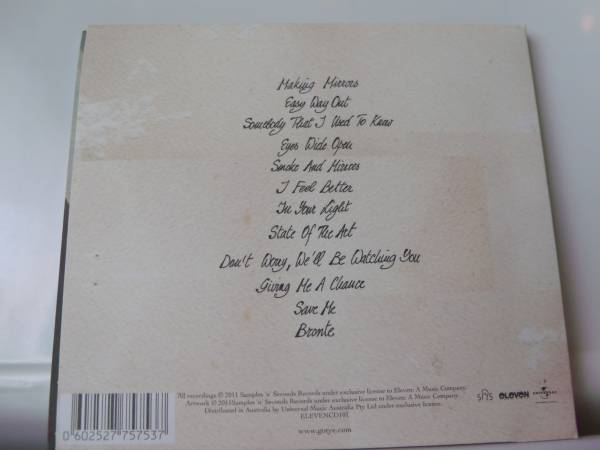 Making Mirrors
Easy Way Out
Somebody That I Used To Know
Eyes Wide Open
Smoke And Mirrors
I Feel Better
In Your Light
State Of The Art
Don't Worry, We'll Be Watching You
Giving Me A Chance
Save Me
Bronte
All recordings © 2011 Samples 'n' Seconds Records under exclusive license to Eleven: A Music Company.
Artwork © 2011 Samples 'n' Seconds Records under exclusive license to Eleven: A Music Company.
Distributed in Australia by Universal Music Australia Pty Ltd under exclusive license.
ELEVENCD101
www.gotye.com
0 602527 757537
sns eleven UNIVERSAL